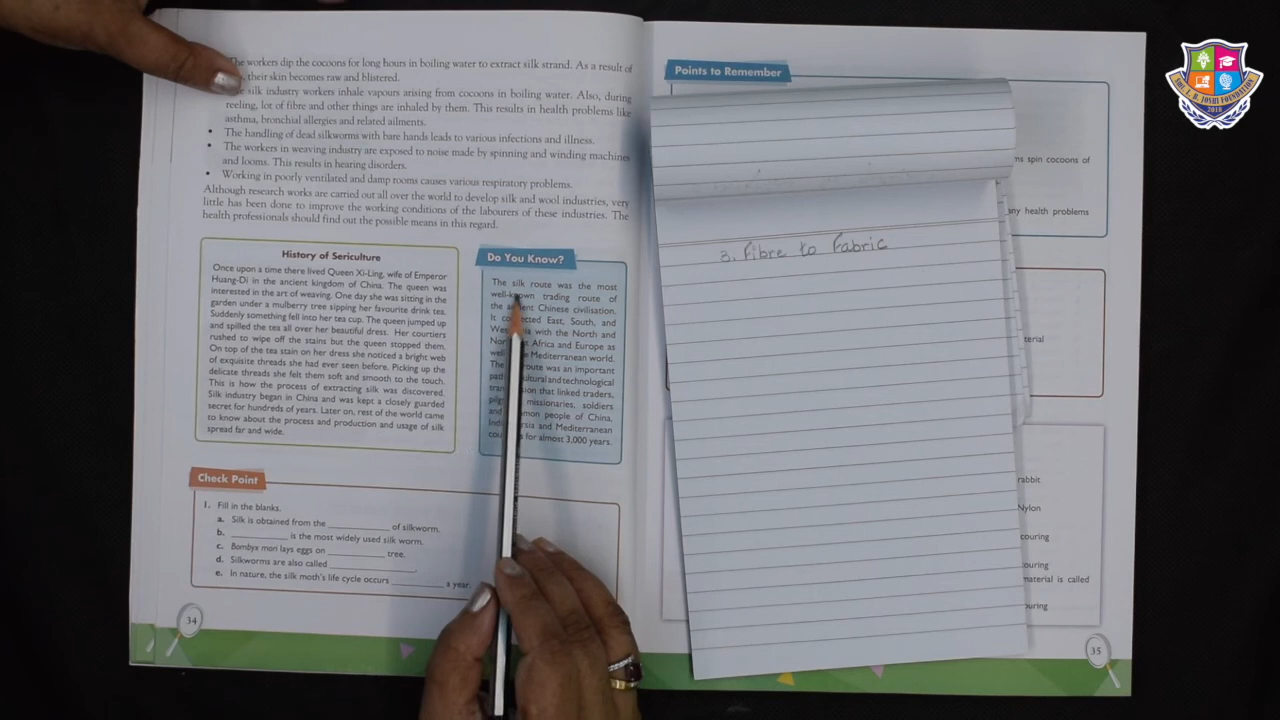 The workers dip the cocoons for long hours in boiling water to extract silk strand. As a result of
their skin becomes raw and blistered.
silk industry workers inhale vapours arising from cocoons in boiling water. Also, during
reeling, lot of fibre and other things are inhaled by them. This results in health problems like
asthma, bronchial allergies and related ailments.
• The handling of dead silkworms with bare hands leads to various infections and illness.
• The workers in weaving industry are exposed to noise made by spinning and winding machines
and looms. This results in hearing disorders.
• Working in poorly ventilated and damp rooms causes various respiratory problems.
Although research works are carried out all over the world to develop silk and wool industries, very
little has been done to improve the working conditions of the labourers of these industries. The
health professionals should find out the possible means in this regard.
History of Sericulture
Once upon a time there lived Queen Xi-Ling, wife of Emperor
Huang-Di in the ancient kingdom of China. The queen was
interested in the art of weaving. One day she was sitting in the
garden under a mulberry tree sipping her favourite drink tea.
Suddenly something fell into her tea cup. The queen jumped up
and spilled the tea all over her beautiful dress. Her courtiers
rushed to wipe off the stains but the queen stopped them.
On top of the tea stain on her dress she noticed a bright web
of exquisite threads she had ever seen before. Picking up the
delicate threads she felt them soft and smooth to the touch.
This is how the process of extracting silk was discovered.
Silk industry began in China and was kept a closely guarded
secret for hundreds of years. Later on, rest of the world came
to know about the process and production and usage of silk
spread far and wide.
Do You Know?
The silk route was the most
well-known trading route of
the ancient Chinese civilisation.
It connected East, South, and
with the North and
Africa and Europe as
Mediterranean world.
The route was an important
cultural and technological
that linked traders,
missionaries, soldiers
and common people of China,
and Mediterranean
for almost 3,000 years.
Check Point
1. Fill in the blanks.
a. Silk is obtained from the ____________ of silkworm.
b. ____________ is the most widely used silk worm.
c. Bombyx mori lays eggs on ____________ tree.
d. Silkworms are also called ____________.
e. In nature, the silk moth's life cycle occurs ____________ a year.
34
Points to Remember
spin cocoons of
any health problems
3. Fibre to Fabric
rabbit
Nylon
material is called
35
SHI. L. D. JOSHI FOUNDATION
2018